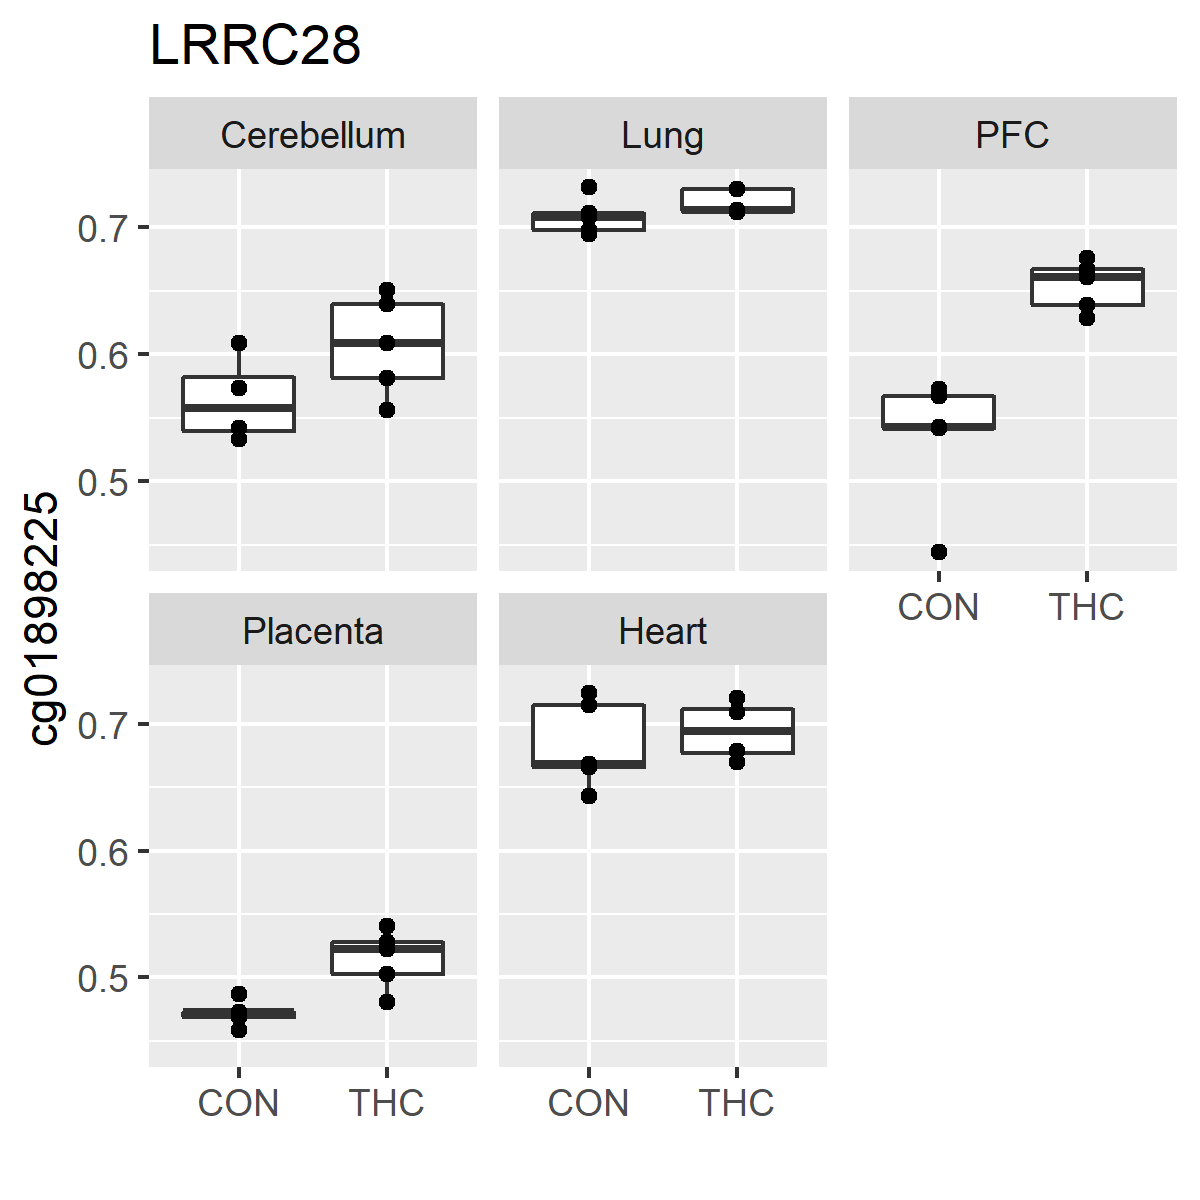 LRRC28
Cerebellum
Lung
PFC
0.7
0.6
0.5
CON THC
cg01898225
Placenta
Heart
0.7
0.6
0.5
CON THC
CON THC